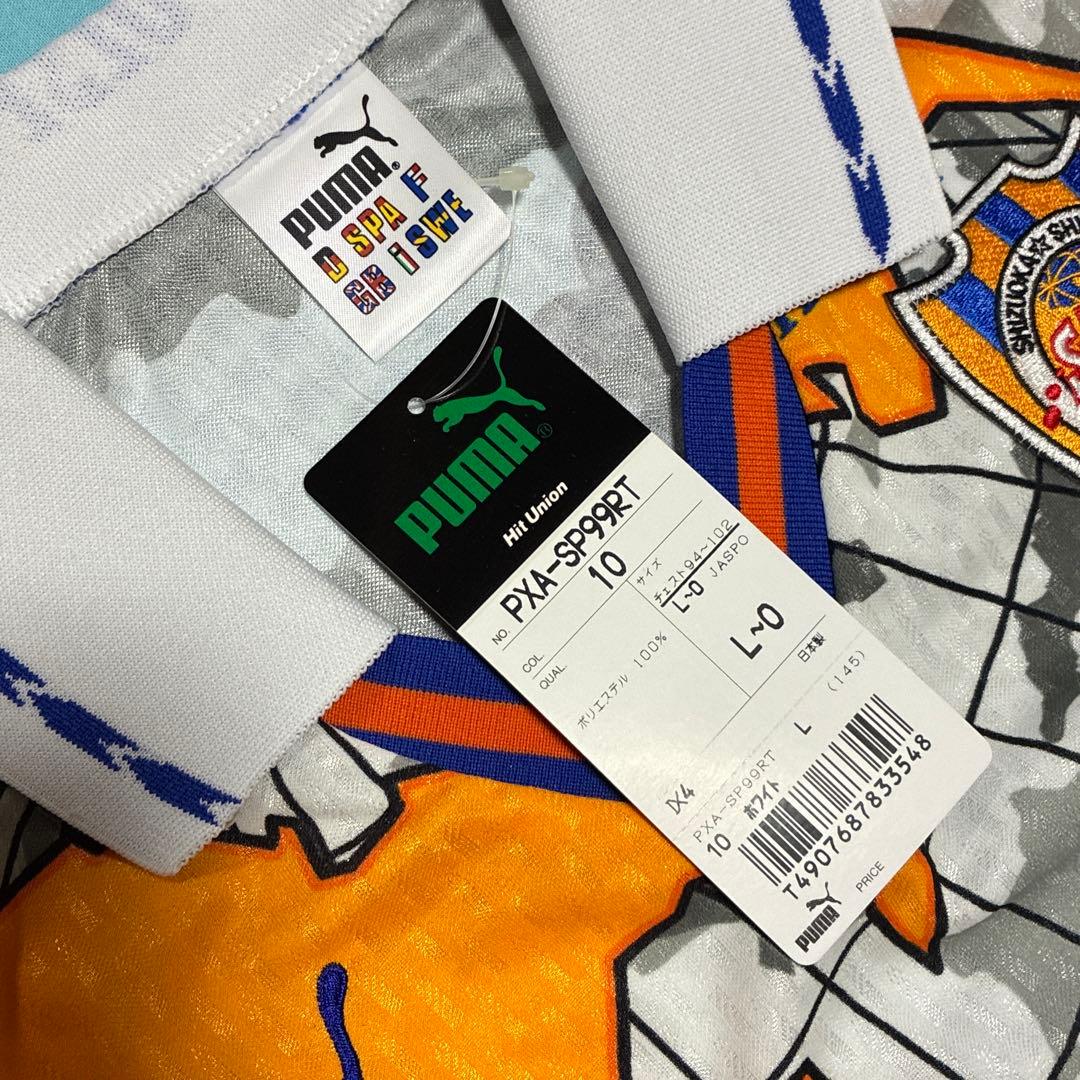 PUMA®
D SPA F
GB i SWE
PUMA®
Hit Union
NO. PXA-SP99RT
COL. 10
QUAL.
サイズ
チェスト94~102
L~O JASPO
ポリエステル 100%
L~O
日本製
(145)
IX4
PXA-SP99RT L
10 ホワイト
T4907687833548
PUMA
PRICE
SHIZUOKA☆SHI